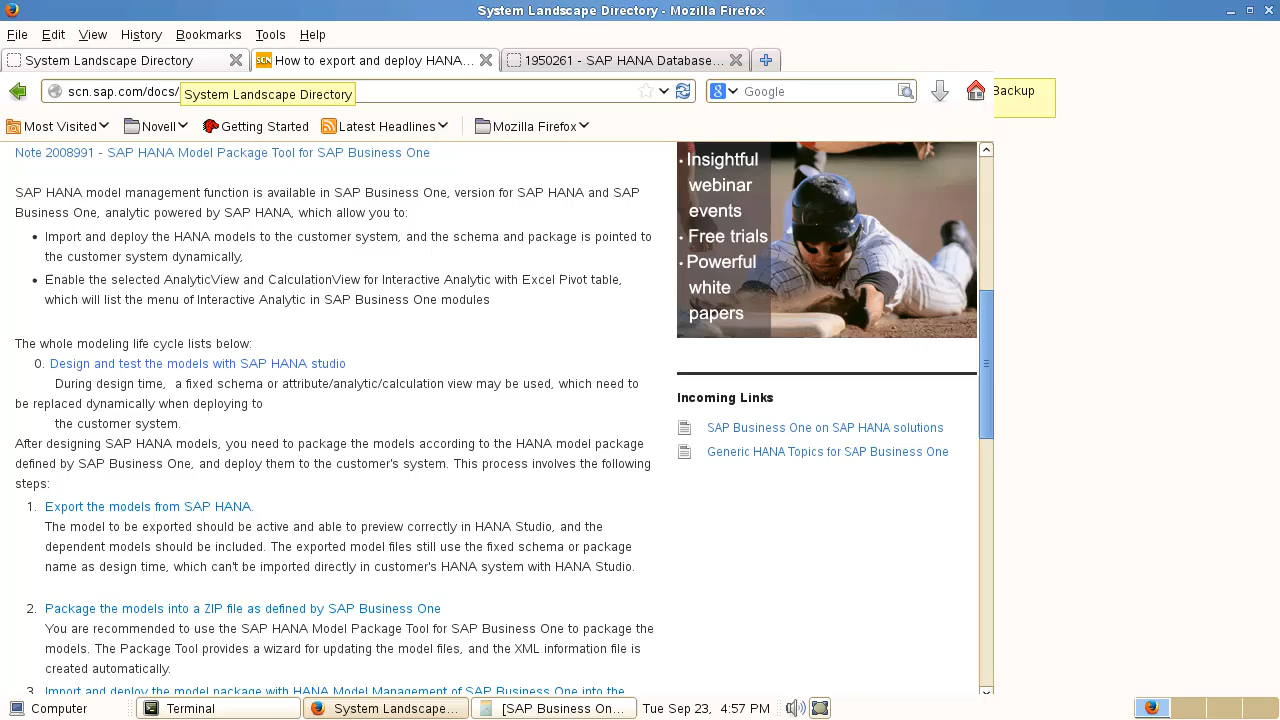 System Landscape Directory - Mozilla Firefox
File Edit View History Bookmarks Tools Help
System Landscape Directory
SCN How to export and deploy HANA...
1950261 - SAP HANA Database...
scn.sap.com/docs/
System Landscape Directory
Google
Backup
Most Visited Novell Getting Started Latest Headlines Mozilla Firefox
Note 2008991 - SAP HANA Model Package Tool for SAP Business One
SAP HANA model management function is available in SAP Business One, version for SAP HANA and SAP
Business One, analytic powered by SAP HANA, which allow you to:
• Import and deploy the HANA models to the customer system, and the schema and package is pointed to
the customer system dynamically,
• Enable the selected AnalyticView and CalculationView for Interactive Analytic with Excel Pivot table,
which will list the menu of Interactive Analytic in SAP Business One modules
The whole modeling life cycle lists below:
0. Design and test the models with SAP HANA studio
During design time, a fixed schema or attribute/analytic/calculation view may be used, which need to
be replaced dynamically when deploying to
the customer system.
After designing SAP HANA models, you need to package the models according to the HANA model package
defined by SAP Business One, and deploy them to the customer's system. This process involves the following
steps:
1. Export the models from SAP HANA.
The model to be exported should be active and able to preview correctly in HANA Studio, and the
dependent models should be included. The exported model files still use the fixed schema or package
name as design time, which can't be imported directly in customer's HANA system with HANA Studio.
2. Package the models into a ZIP file as defined by SAP Business One
You are recommended to use the SAP HANA Model Package Tool for SAP Business One to package the
models. The Package Tool provides a wizard for updating the model files, and the XML information file is
created automatically.
3. Import and deploy the model package with HANA Model Management of SAP Business One into the
• Insightful
webinar
events
• Free trials
• Powerful
white
papers
Incoming Links
SAP Business One on SAP HANA solutions
Generic HANA Topics for SAP Business One
Computer
Terminal
System Landscape
[SAP Business On...
Tue Sep 23, 4:57 PM